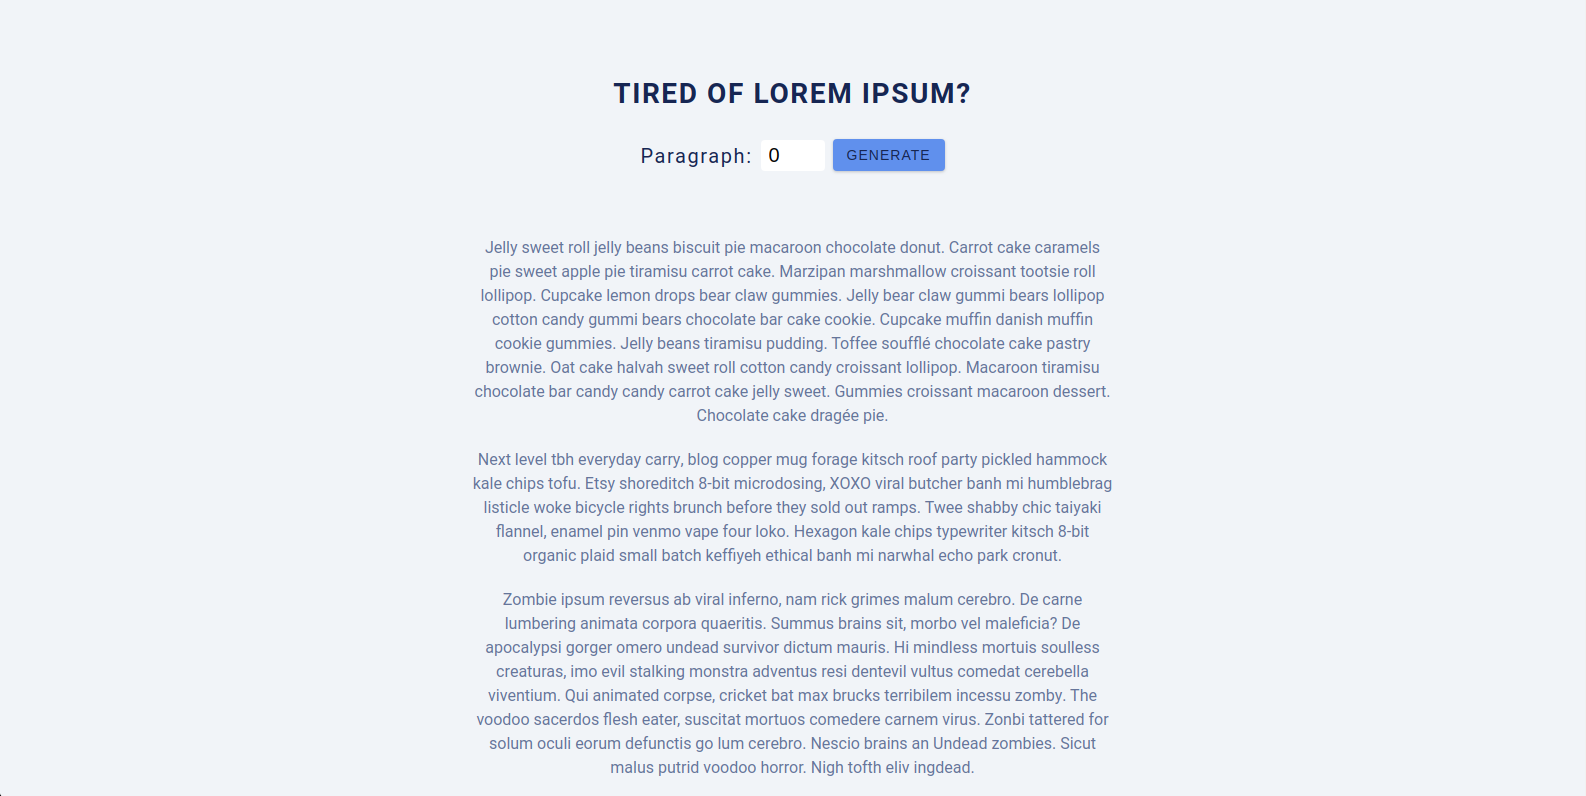 TIRED OF LOREM IPSUM?
Paragraph: 0 GENERATE
Jelly sweet roll jelly beans biscuit pie macaroon chocolate donut. Carrot cake caramels
pie sweet apple pie tiramisu carrot cake. Marzipan marshmallow croissant tootsie roll
lollipop. Cupcake lemon drops bear claw gummies. Jelly bear claw gummi bears lollipop
cotton candy gummi bears chocolate bar cake cookie. Cupcake muffin danish muffin
cookie gummies. Jelly beans tiramisu pudding. Toffee soufflé chocolate cake pastry
brownie. Oat cake halvah sweet roll cotton candy croissant lollipop. Macaroon tiramisu
chocolate bar candy candy carrot cake jelly sweet. Gummies croissant macaroon dessert.
Chocolate cake dragée pie.
Next level tbh everyday carry, blog copper mug forage kitsch roof party pickled hammock
kale chips tofu. Etsy shoreditch 8-bit microdosing, XOXO viral butcher banh mi humblebrag
listicle woke bicycle rights brunch before they sold out ramps. Twee shabby chic taiyaki
flannel, enamel pin venmo vape four loko. Hexagon kale chips typewriter kitsch 8-bit
organic plaid small batch keffiyeh ethical banh mi narwhal echo park cronut.
Zombie ipsum reversus ab viral inferno, nam rick grimes malum cerebro. De carne
lumbering animata corpora quaeritis. Summus brains sit, morbo vel maleficia? De
apocalypsi gorger omero undead survivor dictum mauris. Hi mindless mortuis soulless
creaturas, imo evil stalking monstra adventus resi dentevil vultus comedat cerebella
viventium. Qui animated corpse, cricket bat max brucks terribilem incessu zomby. The
voodoo sacerdos flesh eater, suscitat mortuos comedere carnem virus. Zonbi tattered for
solum oculi eorum defunctis go lum cerebro. Nescio brains an Undead zombies. Sicut
malus putrid voodoo horror. Nigh tofth eliv ingdead.